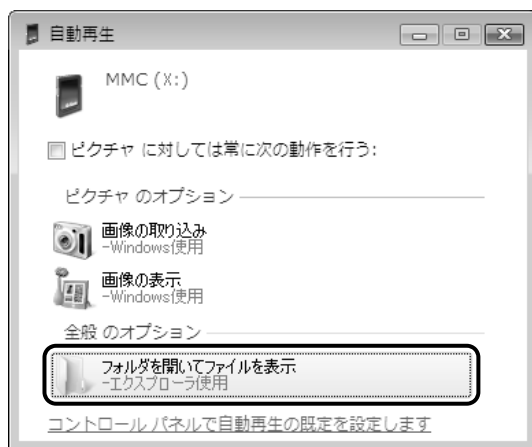 自動再生
MMC (X:)
ピクチャ に対しては常に次の動作を行う:
ピクチャ のオプション
画像の取り込み
-Windows使用
画像の表示
-Windows使用
全般 のオプション
フォルダを開いてファイルを表示
-エクスプローラ使用
コントロール パネルで自動再生の既定を設定します